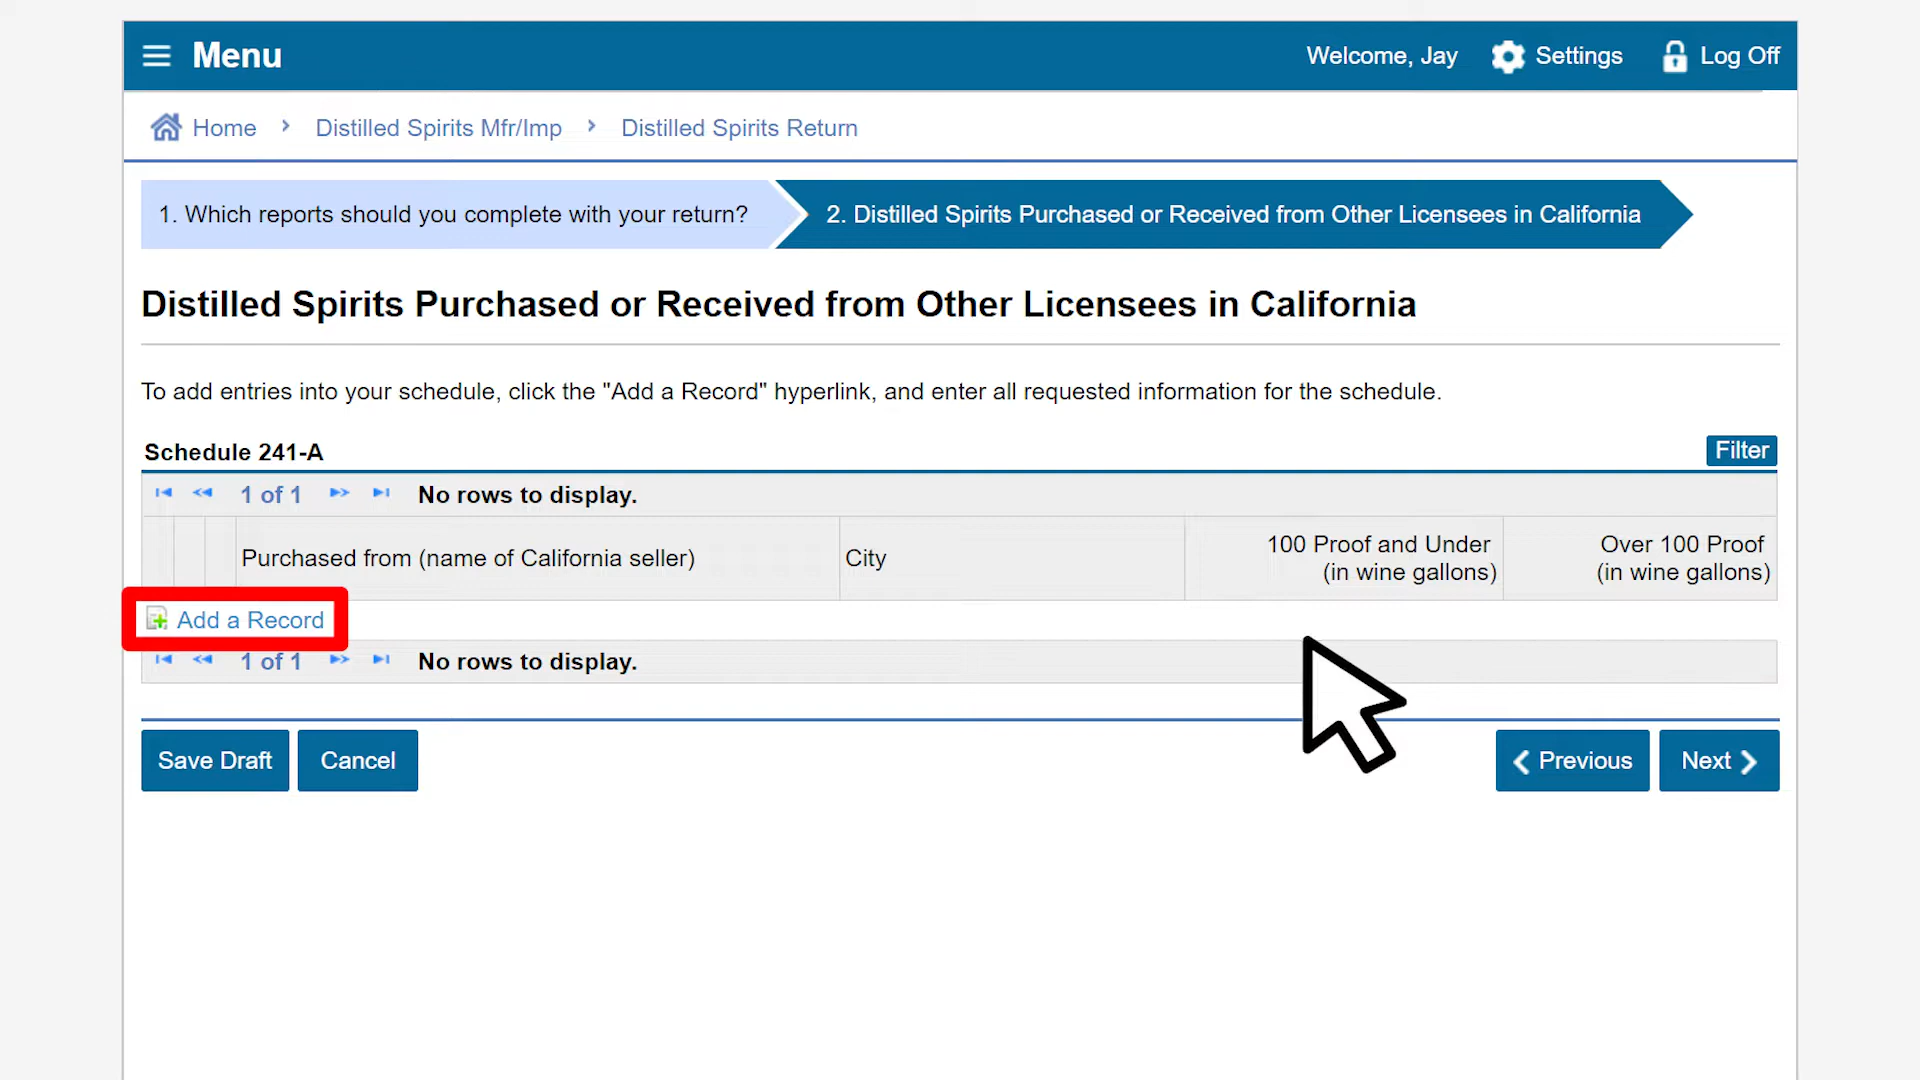 Menu
Welcome, Jay
Settings
Log Off
Home
Distilled Spirits Mfr/Imp
Distilled Spirits Return
1. Which reports should you complete with your return?
2. Distilled Spirits Purchased or Received from Other Licensees in California
Distilled Spirits Purchased or Received from Other Licensees in California
To add entries into your schedule, click the "Add a Record" hyperlink, and enter all requested information for the schedule.
Schedule 241-A
Filter
1 of 1
No rows to display.
Purchased from (name of California seller)
City
100 Proof and Under
(in wine gallons)
Over 100 Proof
(in wine gallons)
Add a Record
1 of 1
No rows to display.
Save Draft
Cancel
Previous
Next